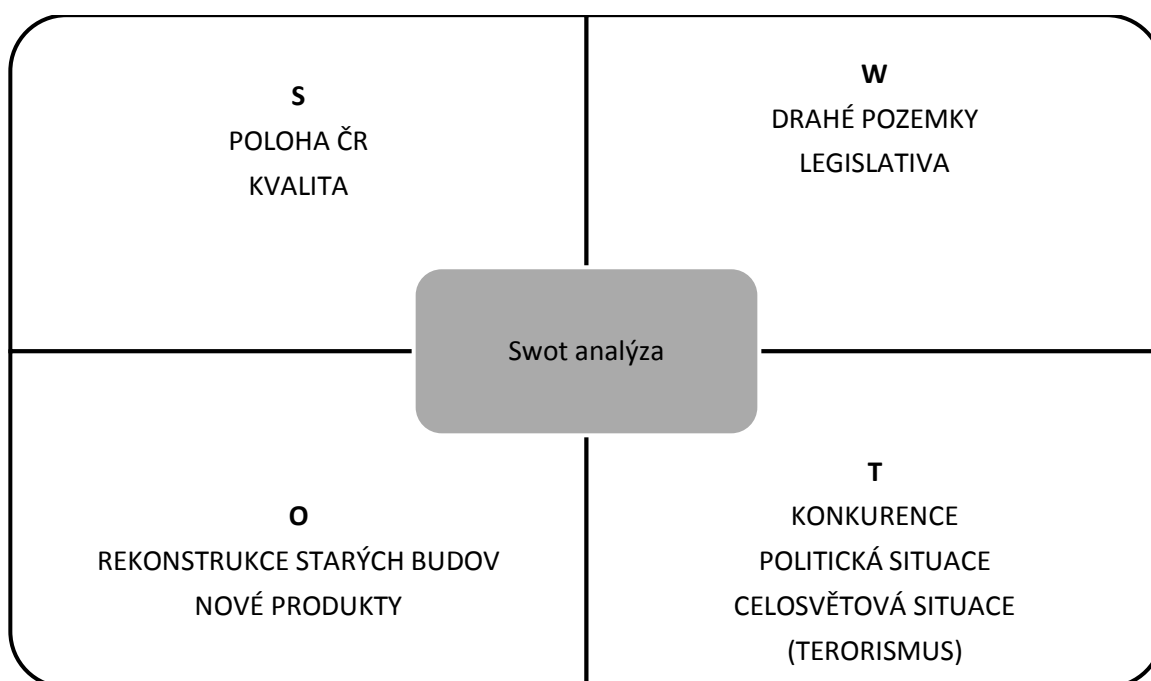 S
POLOHA ČR
KVALITA
W
DRAHÉ POZEMKY
LEGISLATIVA
Swot analýza
O
REKONSTRUKCE STARÝCH BUDOV
NOVÉ PRODUKTY
T
KONKURENCE
POLITICKÁ SITUACE
CELOSVĚTOVÁ SITUACE
(TERORISMUS)